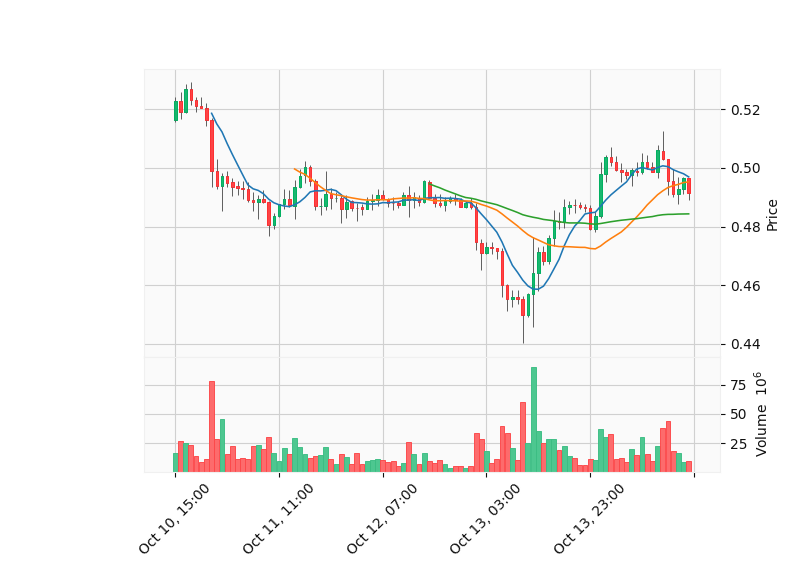 0.52
0.50
0.48
0.46
0.44
Price
75
50
25
Volume 10^6
Oct 10, 15:00
Oct 11, 11:00
Oct 12, 07:00
Oct 13, 03:00
Oct 13, 23:00